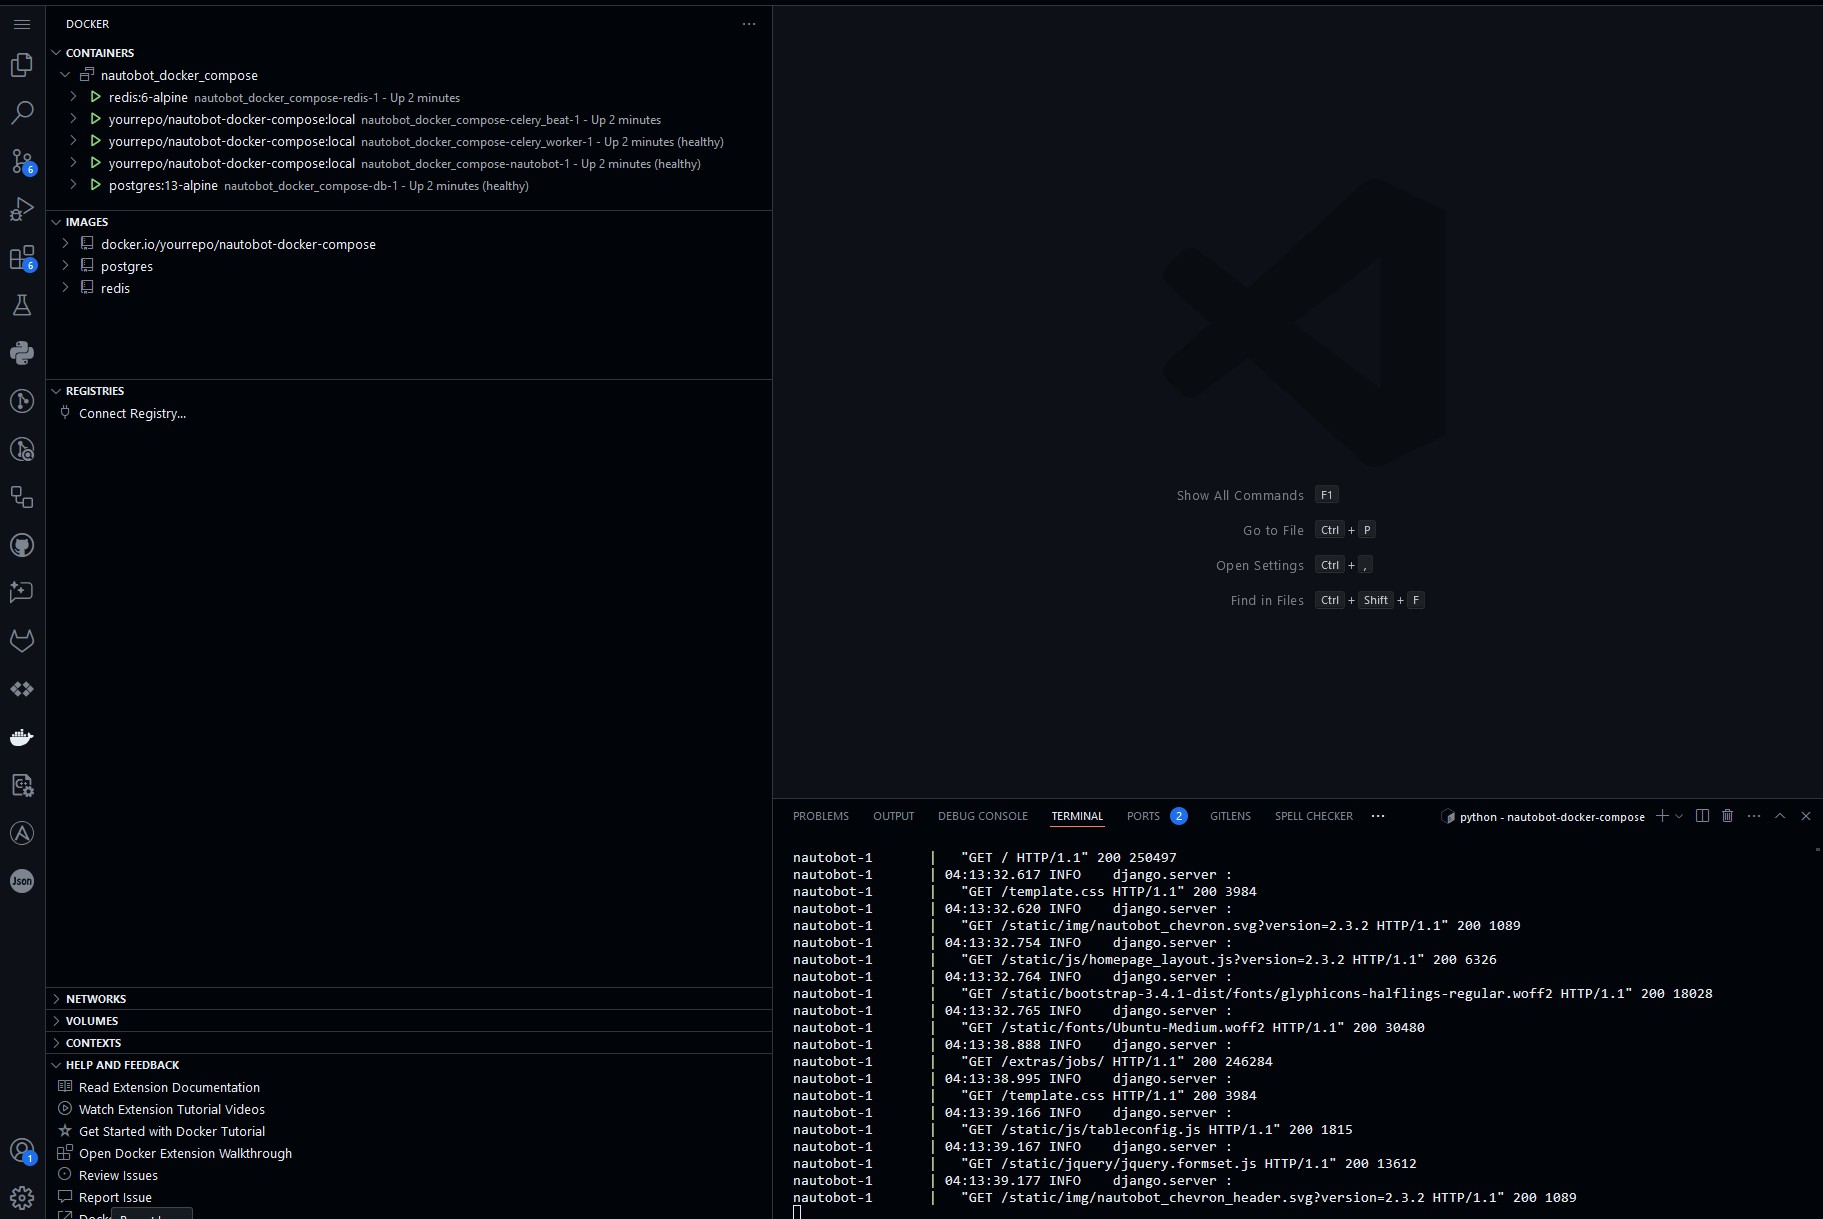 DOCKER
CONTAINERS
nautobot_docker_compose
redis:6-alpine nautobot_docker_compose-redis-1 - Up 2 minutes
yourrepo/nautobot-docker-compose:local nautobot_docker_compose-celery_beat-1 - Up 2 minutes
yourrepo/nautobot-docker-compose:local nautobot_docker_compose-celery_worker-1 - Up 2 minutes (healthy)
yourrepo/nautobot-docker-compose:local nautobot_docker_compose-nautobot-1 - Up 2 minutes (healthy)
postgres:13-alpine nautobot_docker_compose-db-1 - Up 2 minutes (healthy)
IMAGES
docker.io/yourrepo/nautobot-docker-compose
postgres
redis
REGISTRIES
Connect Registry...
NETWORKS
VOLUMES
CONTEXTS
HELP AND FEEDBACK
Read Extension Documentation
Watch Extension Tutorial Videos
Get Started with Docker Tutorial
Open Docker Extension Walkthrough
Review Issues
Report Issue
6
6
Json
1
Show All Commands F1
Go to File Ctrl + P
Open Settings Ctrl + ,
Find in Files Ctrl + Shift + F
PROBLEMS OUTPUT DEBUG CONSOLE TERMINAL PORTS 2 GITLENS SPELL CHECKER ... python - nautobot-docker-compose
nautobot-1 | "GET / HTTP/1.1" 200 250497
nautobot-1 | 04:13:32.617 INFO django.server :
nautobot-1 | "GET /template.css HTTP/1.1" 200 3984
nautobot-1 | 04:13:32.620 INFO django.server :
nautobot-1 | "GET /static/img/nautobot_chevron.svg?version=2.3.2 HTTP/1.1" 200 1089
nautobot-1 | 04:13:32.754 INFO django.server :
nautobot-1 | "GET /static/js/homepage_layout.js?version=2.3.2 HTTP/1.1" 200 6326
nautobot-1 | 04:13:32.764 INFO django.server :
nautobot-1 | "GET /static/bootstrap-3.4.1-dist/fonts/glyphicons-halflings-regular.woff2 HTTP/1.1" 200 18028
nautobot-1 | 04:13:32.765 INFO django.server :
nautobot-1 | "GET /static/fonts/Ubuntu-Medium.woff2 HTTP/1.1" 200 30480
nautobot-1 | 04:13:38.888 INFO django.server :
nautobot-1 | "GET /extras/jobs/ HTTP/1.1" 200 246284
nautobot-1 | 04:13:38.995 INFO django.server :
nautobot-1 | "GET /template.css HTTP/1.1" 200 3984
nautobot-1 | 04:13:39.166 INFO django.server :
nautobot-1 | "GET /static/js/tableconfig.js HTTP/1.1" 200 1815
nautobot-1 | 04:13:39.167 INFO django.server :
nautobot-1 | "GET /static/jquery/jquery.formset.js HTTP/1.1" 200 13612
nautobot-1 | 04:13:39.177 INFO django.server :
nautobot-1 | "GET /static/img/nautobot_chevron_header.svg?version=2.3.2 HTTP/1.1" 200 1089